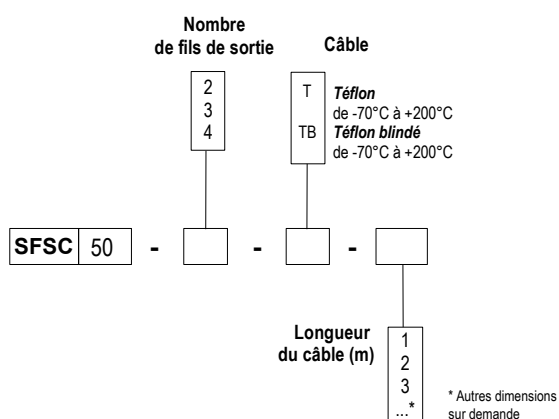 Nombre
de fils de sortie
Câble
2
3
4
T
Téflon
de -70°C à +200°C
TB
Téflon blindé
de -70°C à +200°C
SFSC 50 - - -
Longueur
du câble (m)
1
2
3
...*
* Autres dimensions
sur demande